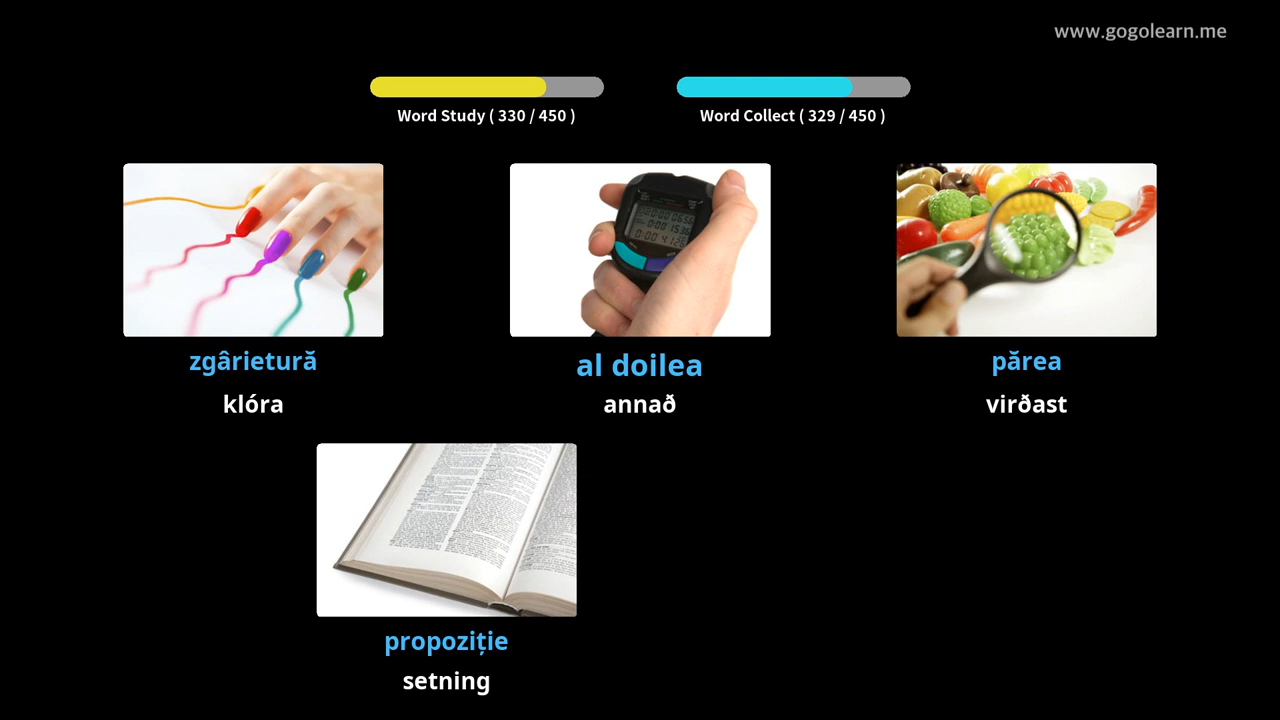 www.gogolearn.me
Word Study ( 330 / 450 )
Word Collect ( 329 / 450 )
zgârietură
al doilea
părea
klóra
annað
virðast
propoziție
setning